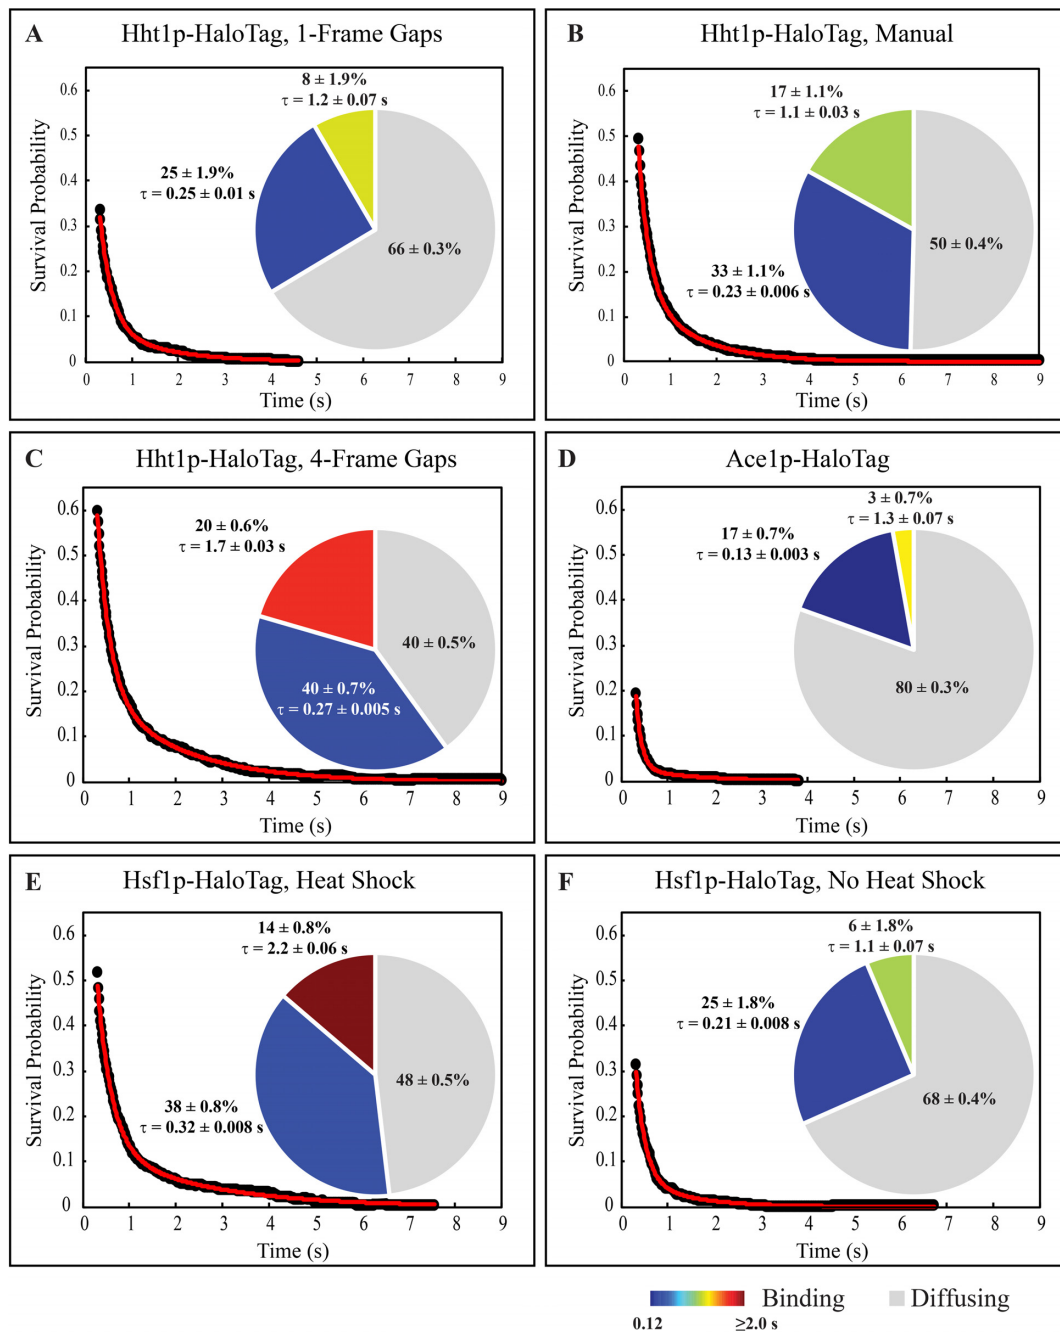 A Hht1p-HaloTag, 1-Frame Gaps
Survival Probability
0.6
0.5
0.4
0.3
0.2
0.1
0
0 1 2 3 4 5 6 7 8 9
Time (s)
8 ± 1.9%
τ = 1.2 ± 0.07 s
25 ± 1.9%
τ = 0.25 ± 0.01 s
66 ± 0.3%
B Hht1p-HaloTag, Manual
Survival Probability
0.6
0.5
0.4
0.3
0.2
0.1
0
0 1 2 3 4 5 6 7 8 9
Time (s)
17 ± 1.1%
τ = 1.1 ± 0.03 s
33 ± 1.1%
τ = 0.23 ± 0.006 s
50 ± 0.4%
C Hht1p-HaloTag, 4-Frame Gaps
Survival Probability
0.6
0.5
0.4
0.3
0.2
0.1
0
0 1 2 3 4 5 6 7 8 9
Time (s)
20 ± 0.6%
τ = 1.7 ± 0.03 s
40 ± 0.5%
40 ± 0.7%
τ = 0.27 ± 0.005 s
D Ace1p-HaloTag
Survival Probability
0.6
0.5
0.4
0.3
0.2
0.1
0
0 1 2 3 4 5 6 7 8 9
Time (s)
3 ± 0.7%
τ = 1.3 ± 0.07 s
17 ± 0.7%
τ = 0.13 ± 0.003 s
80 ± 0.3%
E Hsf1p-HaloTag, Heat Shock
Survival Probability
0.6
0.5
0.4
0.3
0.2
0.1
0
0 1 2 3 4 5 6 7 8 9
Time (s)
14 ± 0.8%
τ = 2.2 ± 0.06 s
48 ± 0.5%
38 ± 0.8%
τ = 0.32 ± 0.008 s
F Hsf1p-HaloTag, No Heat Shock
Survival Probability
0.6
0.5
0.4
0.3
0.2
0.1
0
0 1 2 3 4 5 6 7 8 9
Time (s)
6 ± 1.8%
τ = 1.1 ± 0.07 s
25 ± 1.8%
τ = 0.21 ± 0.008 s
68 ± 0.4%
Binding Diffusing
0.12 ≥2.0 s